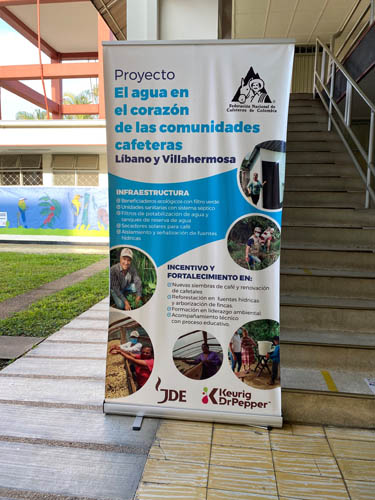 Proyecto
El agua en
el corazón
de las comunidades
cafeteras
Líbano y Villahermosa
Federación Nacional de
Cafeteros de Colombia
INFRAESTRUCTURA
Beneficiaderos ecológicos con filtro verde
Unidades sanitarias con sistema séptico
Filtros de potabilización de agua y
tanques de reserva de agua
Secadores solares para café
Aislamiento y señalización de fuentes
hídricas
INCENTIVO Y
FORTALECIMIENTO EN:
Nuevas siembras de café y renovación
de cafetales
Reforestación en fuentes hídricas
y arborización de fincas.
Formación en liderazgo ambiental
Acompañamiento técnico
con proceso educativo.
JDE
Keurig
DrPepper